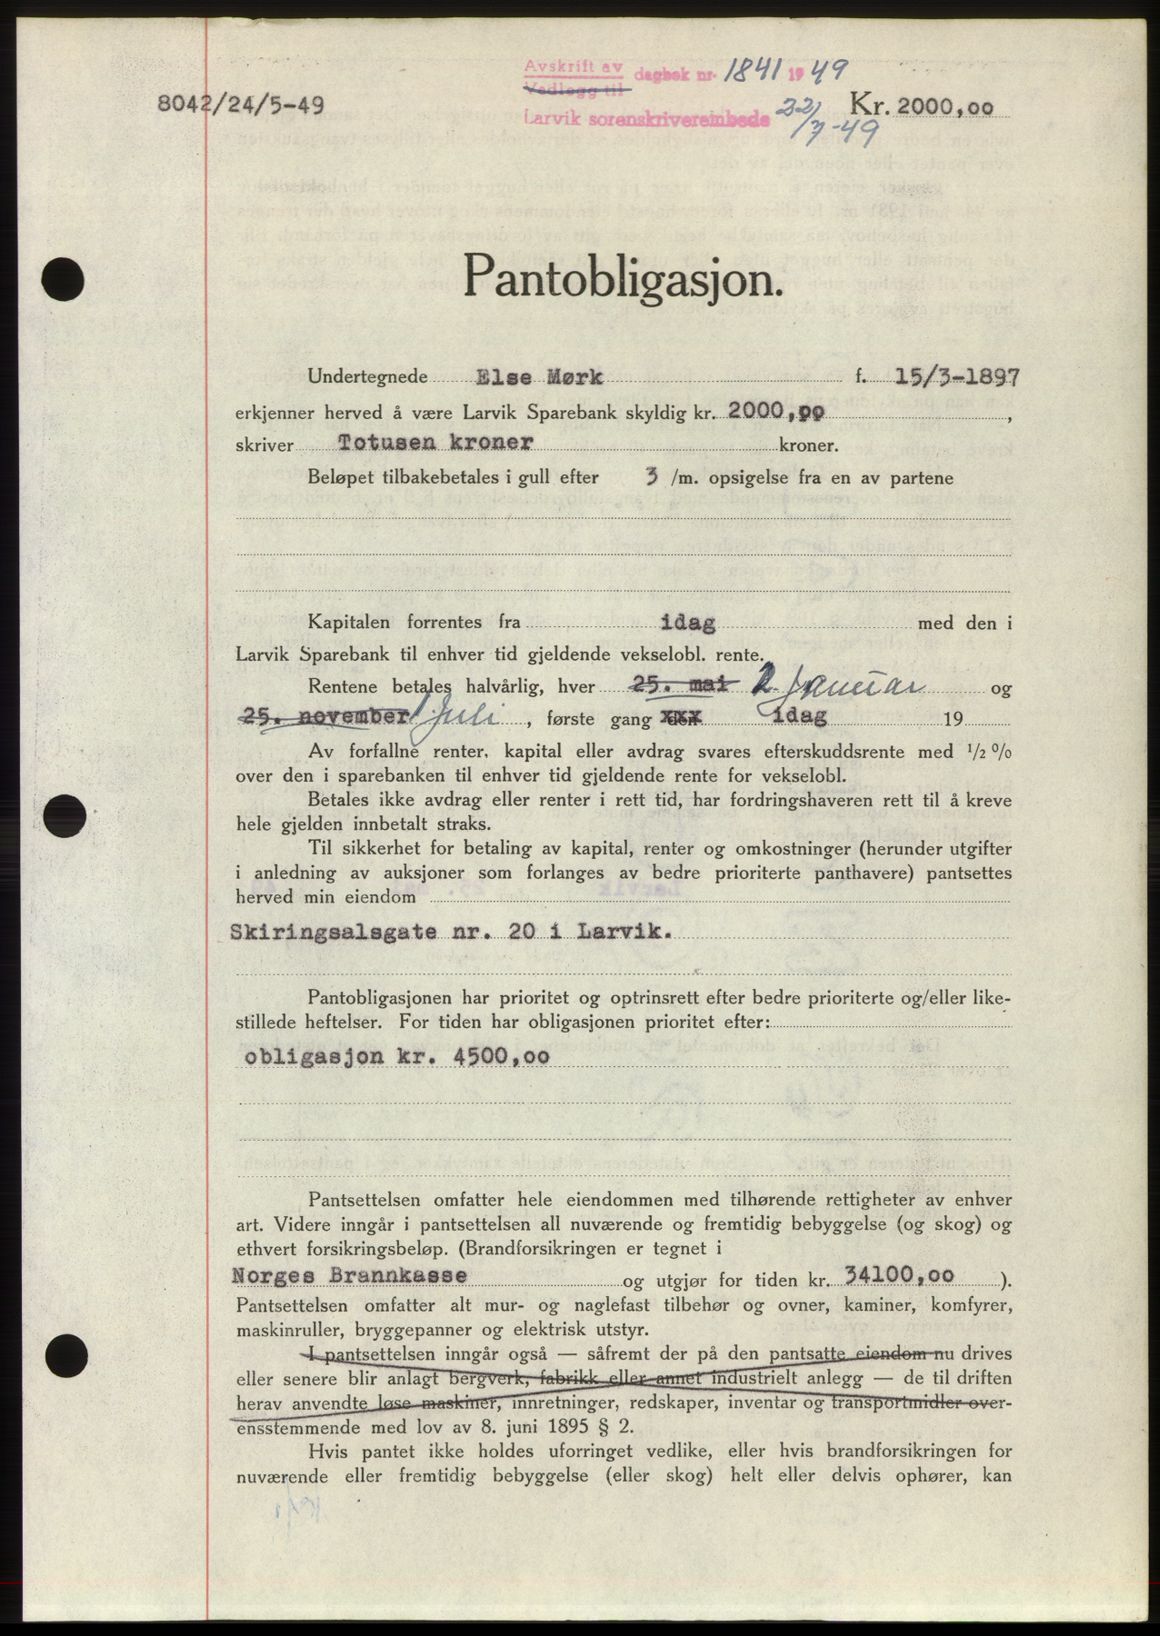 Avskrift av dagbok nr. 1841 1949
Vedlegg til
8042/24/5-49
Larvik sorenskriverembede 22/7-49
Kr. 2000,00
Pantobligasjon.
Undertegnede Else Mørk f. 15/3-1897
erkjenner herved å være Larvik Sparebank skyldig kr. 2000,00,
skriver Totusen kroner kroner.
Beløpet tilbakebetales i gull efter 3 /m. opsigelse fra en av partene
Kapitalen forrentes fra idag med den i
Larvik Sparebank til enhver tid gjeldende vekselobl. rente.
Rentene betales halvårlig, hver 25. mai 2 Januar og
25. november 1 Juli, første gang den xxx idag 19
Av forfallne renter, kapital eller avdrag svares efterskuddsrente med 1/2 %
over den i sparebanken til enhver tid gjeldende rente for vekselobl.
Betales ikke avdrag eller renter i rett tid, har fordringshaveren rett til å kreve
hele gjelden innbetalt straks.
Til sikkerhet for betaling av kapital, renter og omkostninger (herunder utgifter
i anledning av auksjoner som forlanges av bedre prioriterte panthavere) pantsettes
herved min eiendom
Skiringsalsgate nr. 20 i Larvik.
Pantobligasjonen har prioritet og optrinsrett efter bedre prioriterte og/eller like-
stillede heftelser. For tiden har obligasjonen prioritet efter:
obligasjon kr. 4500,00
Pantsettelsen omfatter hele eiendommen med tilhørende rettigheter av enhver
art. Videre inngår i pantsettelsen all nuværende og fremtidig bebyggelse (og skog) og
ethvert forsikringsbeløp. (Brandforsikringen er tegnet i
Norges Brannkasse og utgjør for tiden kr. 34100,00 ).
Pantsettelsen omfatter alt mur- og naglefast tilbehør og ovner, kaminer, komfyrer,
maskinruller, bryggepanner og elektrisk utstyr.
I pantsettelsen inngår også — såfremt der på den pantsatte eiendom nu drives
eller senere blir anlagt bergverk, fabrikk eller annet industrielt anlegg — de til driften
herav anvendte løse maskiner, innretninger, redskaper, inventar og transportmidler over-
ensstemmende med lov av 8. juni 1895 § 2.
Hvis pantet ikke holdes uforringet vedlike, eller hvis brandforsikringen for
nuværende eller fremtidig bebyggelse (eller skog) helt eller delvis ophører, kan